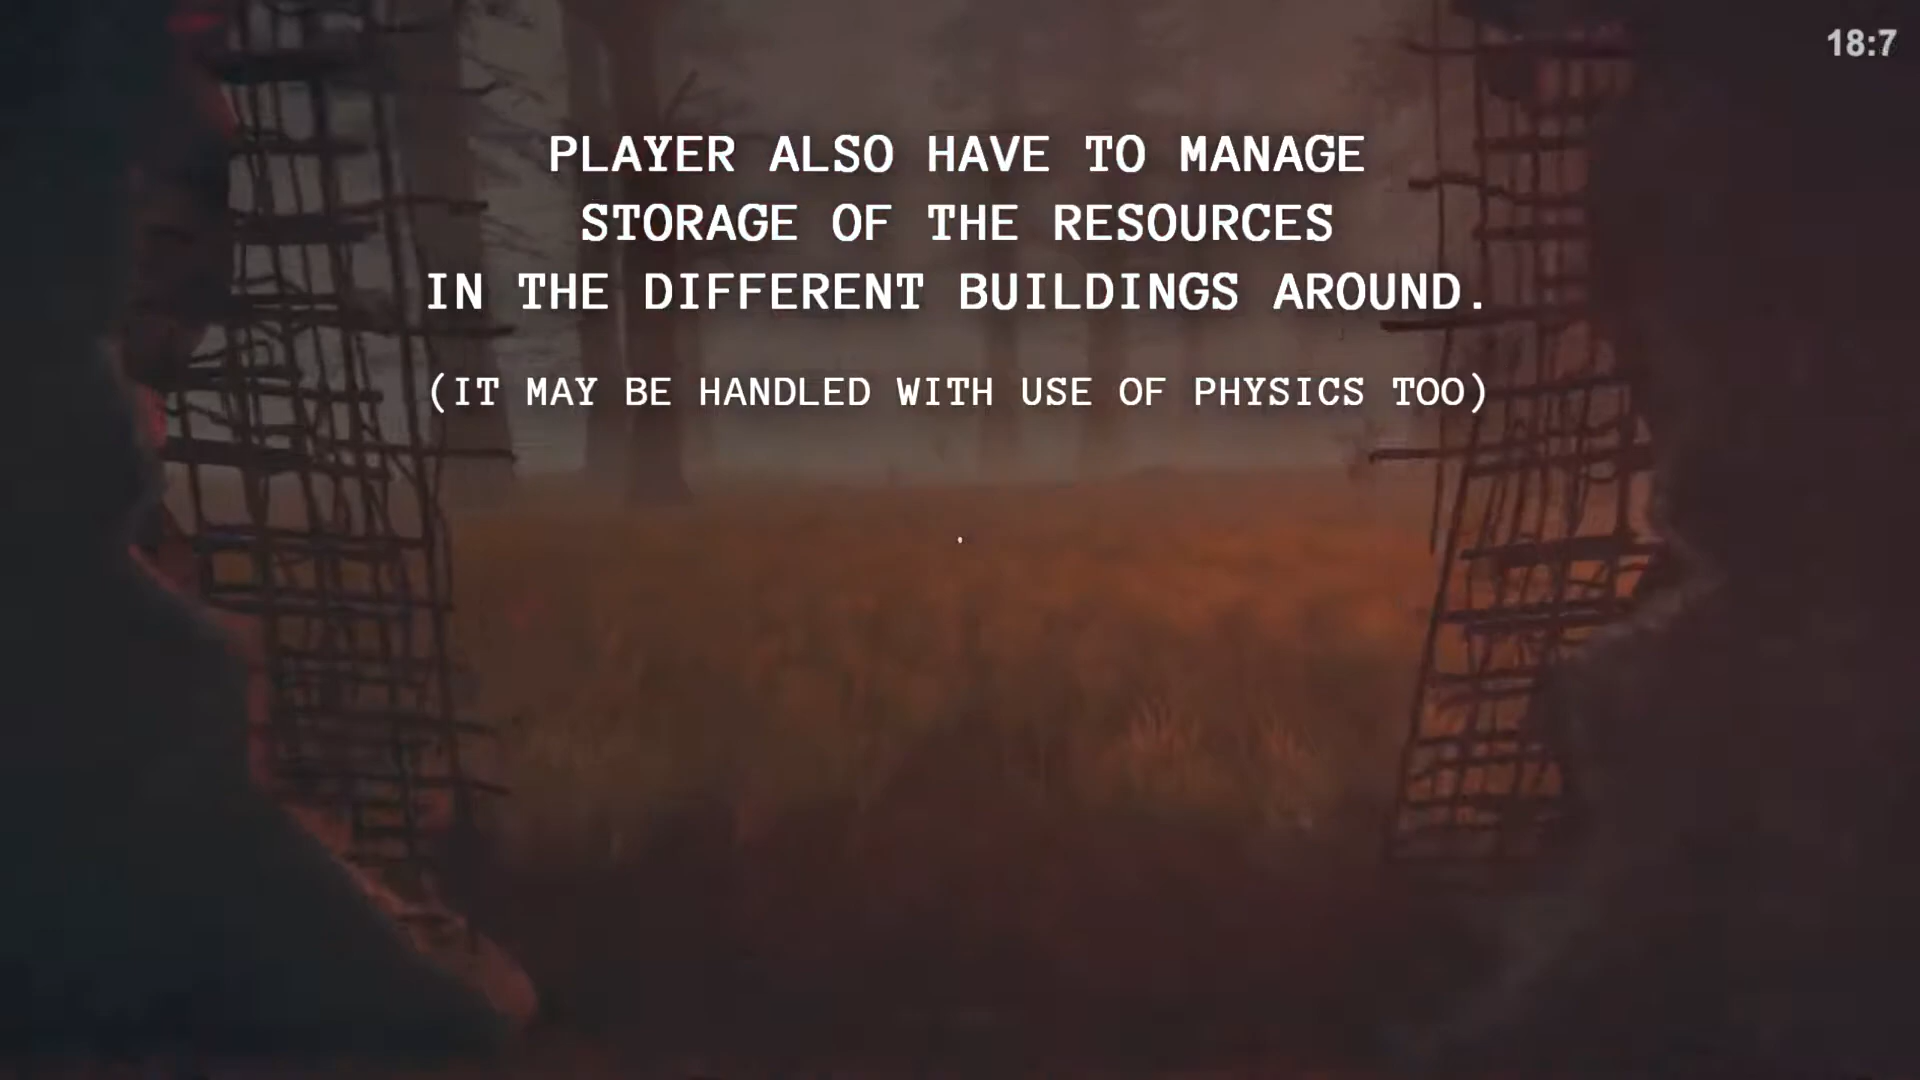 18:7
PLAYER ALSO HAVE TO MANAGE
STORAGE OF THE RESOURCES
IN THE DIFFERENT BUILDINGS AROUND.
(IT MAY BE HANDLED WITH USE OF PHYSICS TOO)